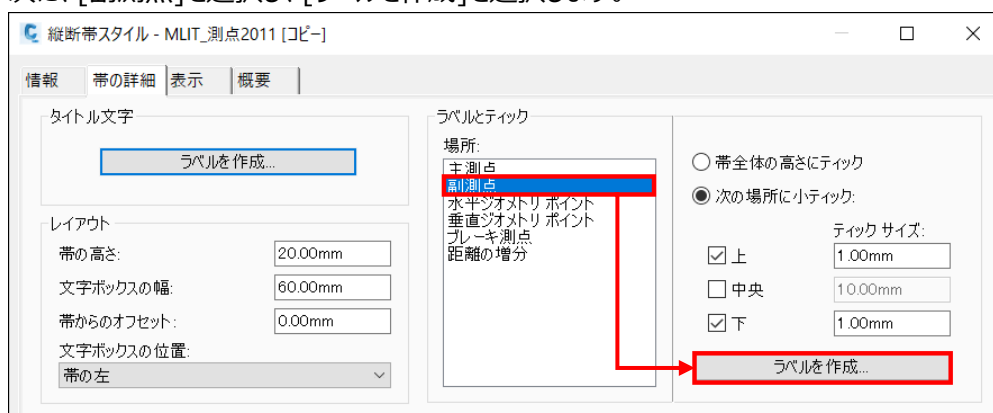 次に、[副測点]を選択し、[ラベルを作成]を選択します。
縦断帯スタイル - MLIT_測点2011 [コピー]
情報 帯の詳細 表示 概要
タイトル文字
ラベルを作成...
レイアウト
帯の高さ: 20.00mm
文字ボックスの幅: 60.00mm
帯からのオフセット: 0.00mm
文字ボックスの位置:
帯の左
ラベルとティック
場所:
主測点
副測点
水平ジオメトリ ポイント
垂直ジオメトリ ポイント
ブレーキ測点
距離の増分
帯全体の高さにティック
次の場所に小ティック:
ティック サイズ:
上 1.00mm
中央 10.00mm
下 1.00mm
ラベルを作成...